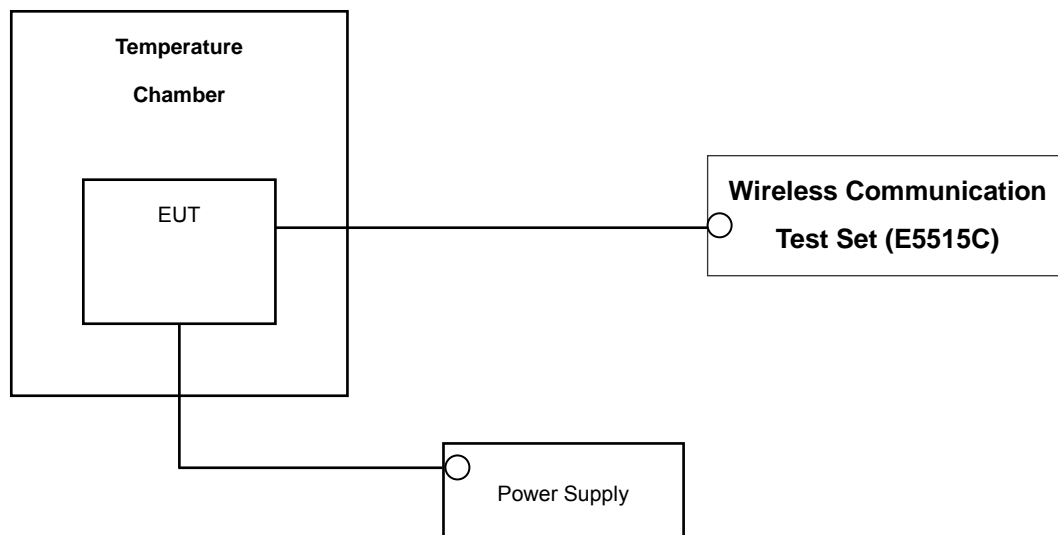 Temperature
Chamber
EUT
Wireless Communication
Test Set (E5515C)
Power Supply